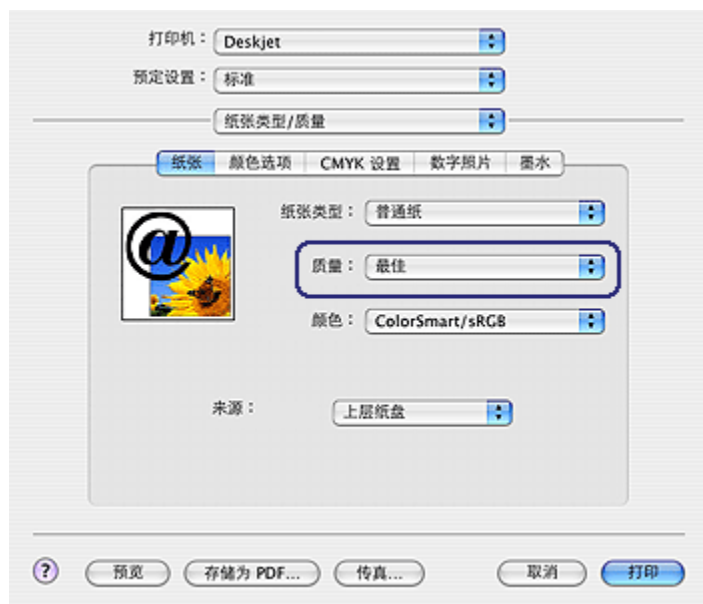 打印机： Deskjet
预定设置： 标准
纸张类型/质量
纸张 颜色选项 CMYK 设置 数字照片 墨水
纸张类型： 普通纸
@
质量： 最佳
颜色： ColorSmart/sRGB
来源： 上层纸盘
? 预览 存储为 PDF... 传真... 取消 打印